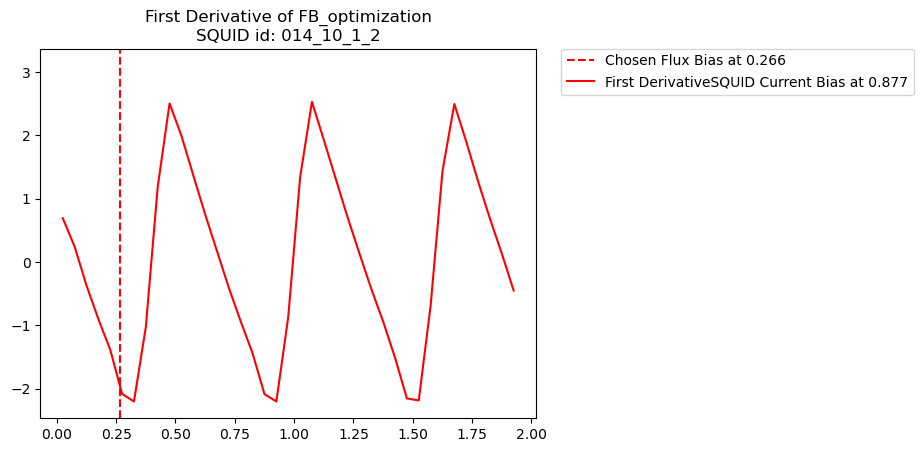 First Derivative of FB_optimization
SQUID id: 014_10_1_2
Chosen Flux Bias at 0.266
First DerivativeSQUID Current Bias at 0.877
3
2
1
0
−1
−2
0.00 0.25 0.50 0.75 1.00 1.25 1.50 1.75 2.00